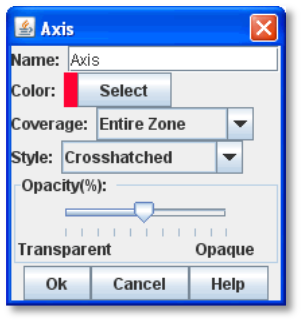 Axis
Name: Axis
Color: Select
Coverage: Entire Zone
Style: Crosshatched
Opacity(%):
Transparent Opaque
Ok Cancel Help